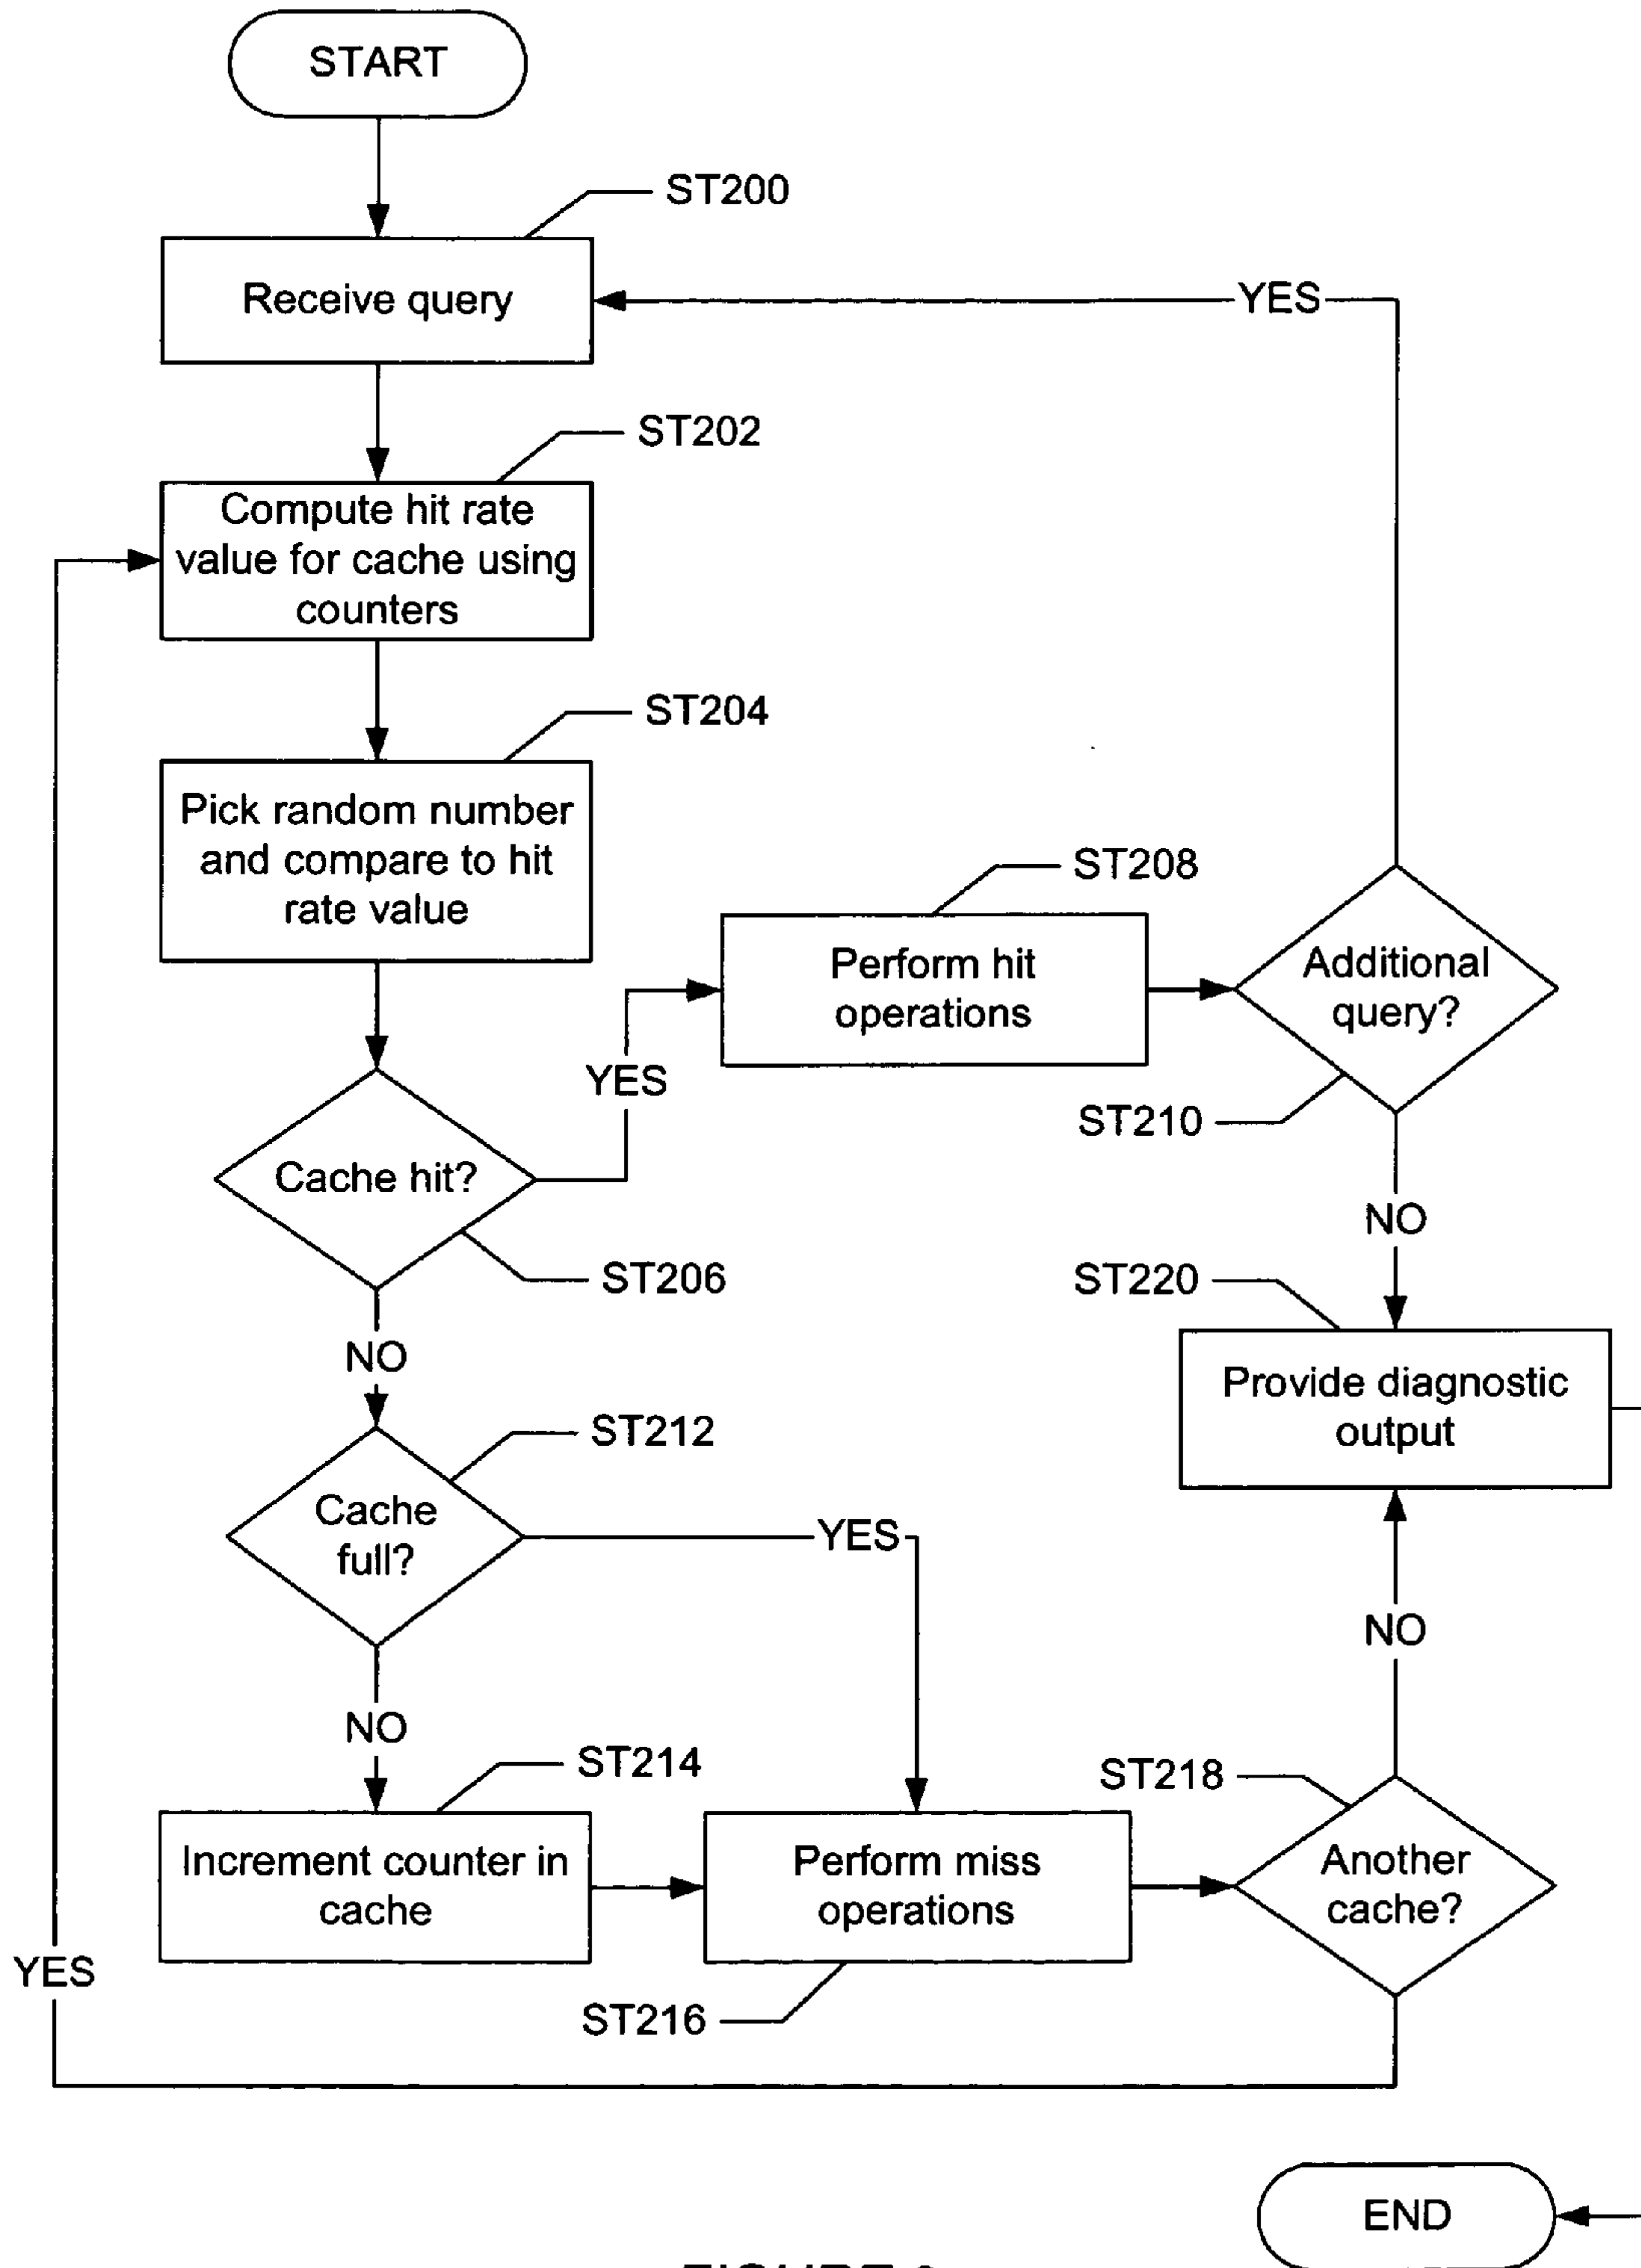 START
ST200
Receive query
YES
ST202
Compute hit rate
value for cache using
counters
ST204
Pick random number
and compare to hit
rate value
ST208
Perform hit
operations
Additional
query?
YES
ST210
Cache hit?
ST206
NO
NO
ST220
Provide diagnostic
output
ST212
Cache
full?
YES
NO
NO
ST214
Increment counter in
cache
Perform miss
operations
ST218
Another
cache?
YES
ST216
END